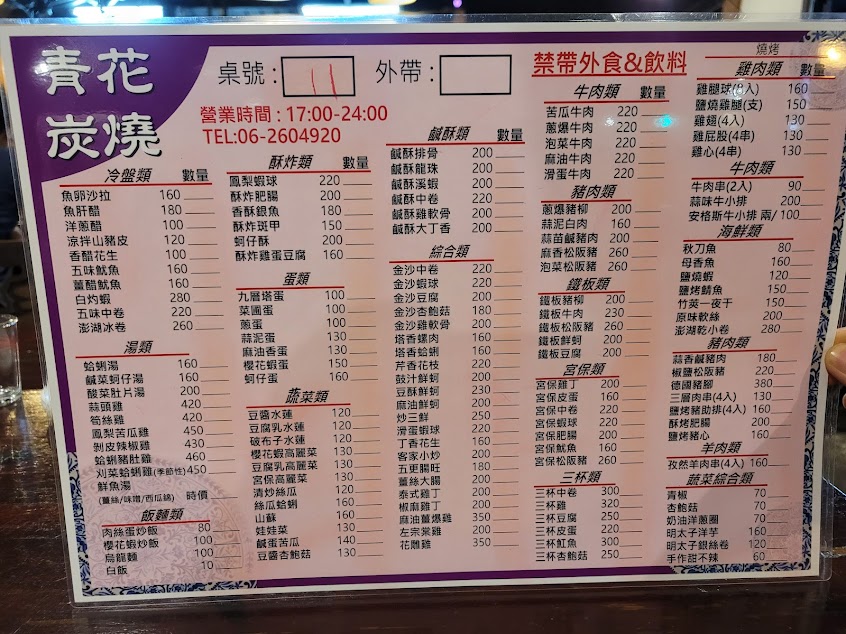 青花
炭燒
桌號： 11 外帶：
營業時間：17:00-24:00
TEL:06-2604920
禁帶外食&飲料
冷盤類 數量
魚卵沙拉 160
魚肝醋 180
洋蔥醋 100
涼拌山豬皮 120
香醋花生 100
五味魷魚 160
薑醋魷魚 160
白灼蝦 280
五味中卷 220
澎湖冰卷 260
湯類
蛤蜊湯 160
鹹菜蚵仔湯 160
酸菜肚片湯 200
蒜頭雞 420
筍絲雞 420
鳳梨苦瓜雞 450
剝皮辣椒雞 430
蛤蜊豬肚雞 460
刈菜蛤蜊雞(季節性) 450
鮮魚湯
(薑絲/味噌/西瓜綿) 時價
飯麵類
肉絲蛋炒飯 80
櫻花蝦炒飯 100
烏龍麵 100
白飯 10
酥炸類 數量
鳳梨蝦球 220
酥炸肥腸 200
香酥銀魚 180
酥炸斑甲 150
蚵仔酥 200
酥炸雞蛋豆腐 160
蛋類
九層塔蛋 100
菜圃蛋 100
蔥蛋 100
蒜泥蛋 130
麻油香蛋 130
櫻花蝦蛋 150
蚵仔蛋 160
蔬菜類
豆醬水蓮 120
豆腐乳水蓮 120
破布子水蓮 120
櫻花蝦高麗菜 160
豆腐乳高麗菜 120
宮保高麗菜 120
清炒絲瓜 120
絲瓜蛤蜊 160
山蘇 160
娃娃菜 130
鹹蛋苦瓜 140
豆醬杏鮑菇 130
鹹酥類 數量
鹹酥排骨 200
鹹酥龍珠 200
鹹酥溪蝦 200
鹹酥中卷 220
鹹酥雞軟骨 200
鹹酥大丁香 200
綜合類
金沙中卷 220
金沙蝦球 220
金沙豆腐 200
金沙杏鮑菇 180
金沙雞軟骨 200
塔香螺肉 160
塔香蛤蜊 160
芹香花枝 220
豉汁鮮蚵 200
豆酥鮮蚵 230
麻油鮮蚵 200
炒三鮮 250
滑蛋蝦球 220
丁香花生 160
客家小炒 200
五更腸旺 180
薑絲大腸 200
泰式雞丁 200
椒麻雞丁 200
麻油薑爆雞 350
左宗棠雞 200
花雕雞 350
牛肉類 數量
苦瓜牛肉 220
蔥爆牛肉 220
泡菜牛肉 220
麻油牛肉 220
滑蛋牛肉 220
豬肉類
蔥爆豬柳 200
蒜泥白肉 160
蒜苗鹹豬肉 200
麻香松阪豬 260
泡菜松阪豬 260
鐵板類
鐵板豬柳 200
鐵板牛肉 230
鐵板松阪豬 260
鐵板鮮蚵 200
鐵板豆腐 200
宮保類
宮保雞丁 200
宮保皮蛋 160
宮保中卷 220
宮保蝦球 220
宮保肥腸 200
宮保魷魚 160
宮保松阪豬 260
三杯類
三杯中卷 300
三杯雞 320
三杯豆腐 250
三杯皮蛋 220
三杯魟魚 300
三杯杏鮑菇 250
燒烤
雞肉類 數量
雞腿球(8入) 160
鹽燒雞腿(支) 150
雞翅(4入) 130
雞屁股(4串) 130
雞心(4串) 130
牛肉類
牛肉串(2入) 90
蒜味牛小排 200
安格斯牛小排 兩/ 100
海鮮類
秋刀魚 80
母香魚 160
鹽燒蝦 120
鹽烤鯖魚 150
竹莢一夜干 150
原味軟絲 200
澎湖乾小卷 280
豬肉類
蒜香鹹豬肉 180
椒鹽松阪豬 220
德國豬腳 380
三層肉串(4入) 130
鹽烤豬肋排(4入) 160
酥烤肥腸 200
鹽烤豬心 160
羊肉類
孜然羊肉串(4入) 160
蔬菜綜合類
青椒 70
杏鮑菇 70
奶油洋蔥圈 70
明太子洋芋 160
明太子銀絲卷 120
手作甜不辣 60